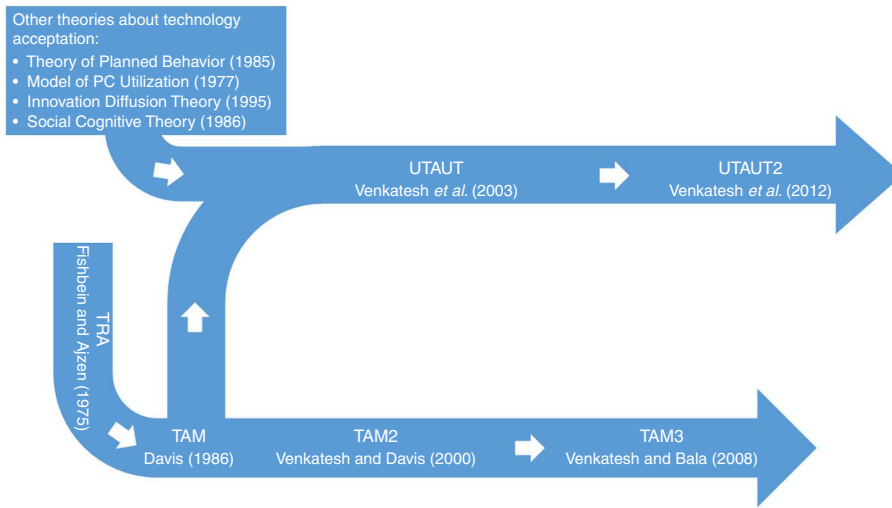 Other theories about technology
acceptation:
• Theory of Planned Behavior (1985)
• Model of PC Utilization (1977)
• Innovation Diffusion Theory (1995)
• Social Cognitive Theory (1986)
UTAUT
Venkatesh et al. (2003)
UTAUT2
Venkatesh et al. (2012)
TRA
Fishbein and Ajzen (1975)
TAM
Davis (1986)
TAM2
Venkatesh and Davis (2000)
TAM3
Venkatesh and Bala (2008)